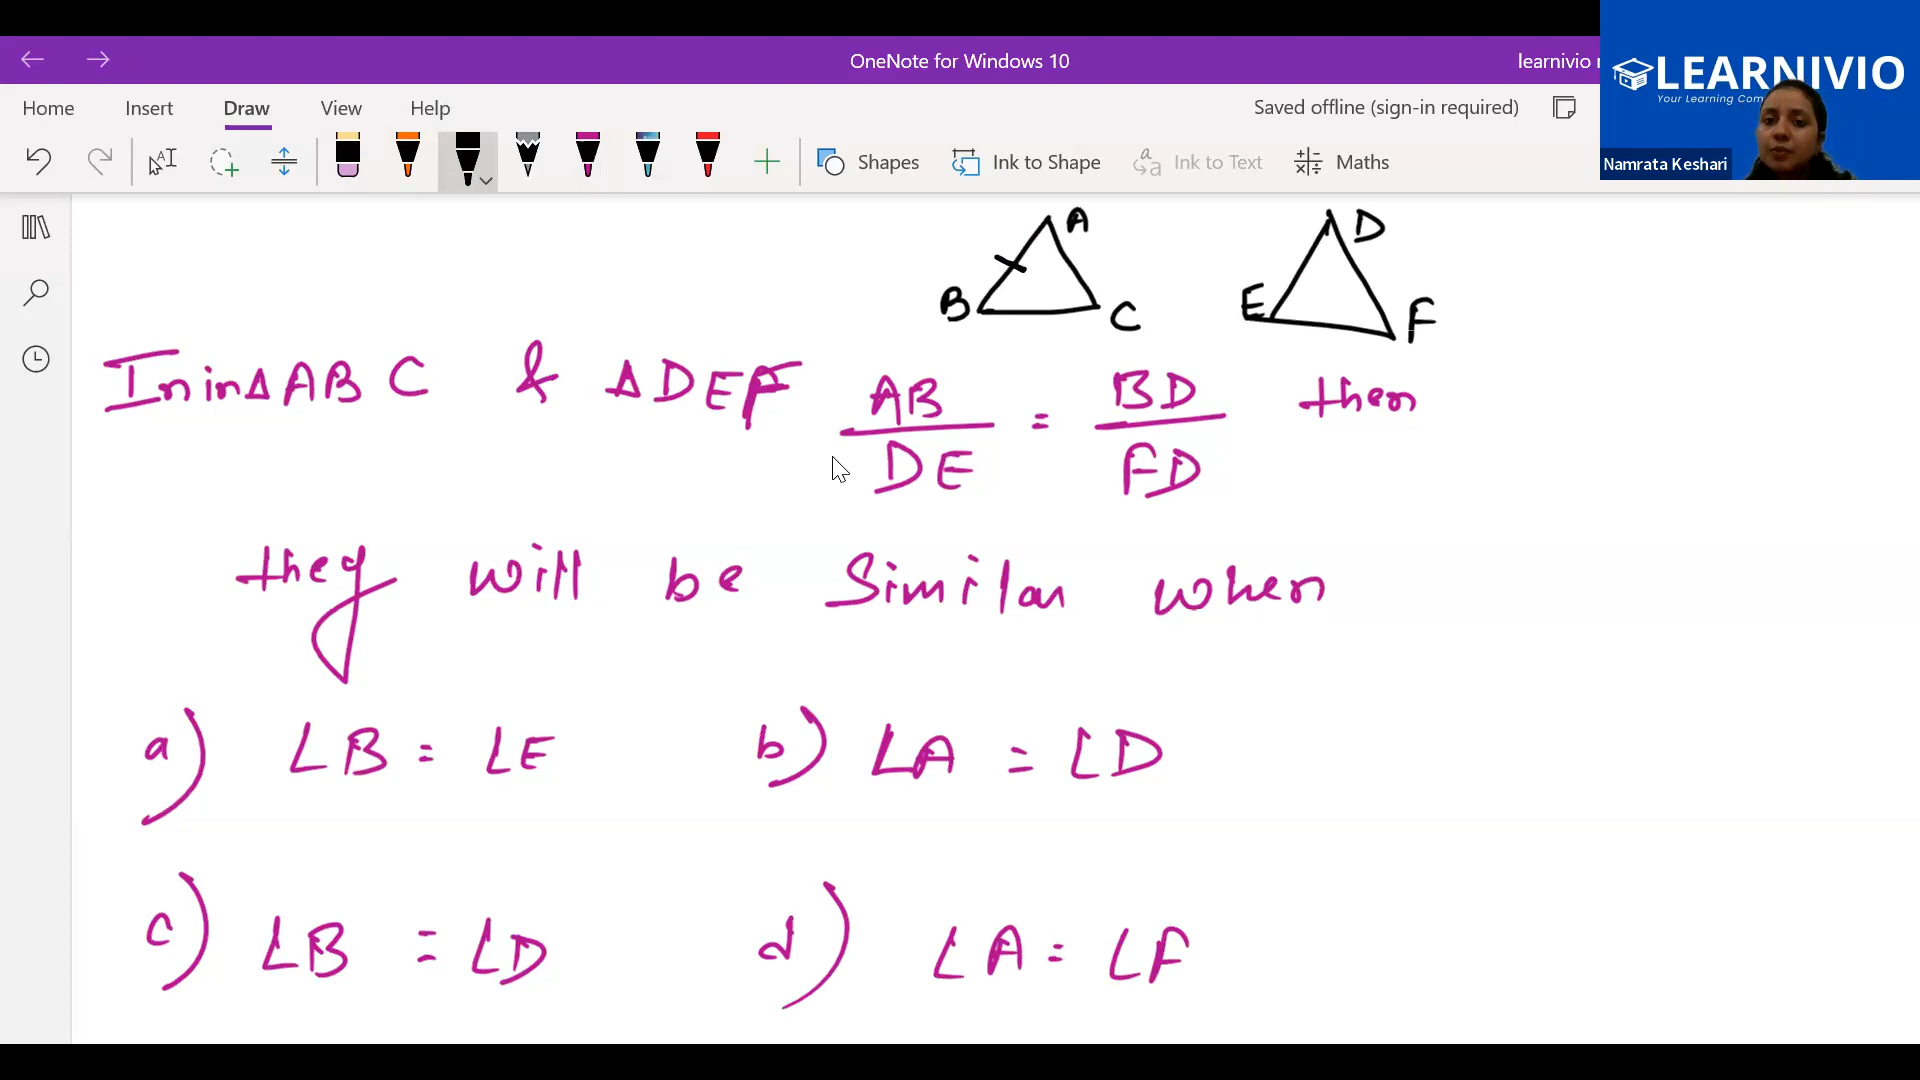 OneNote for Windows 10
learnivio
LEARNIVIO
Your Learning Com
Namrata Keshari
Home Insert Draw View Help
Saved offline (sign-in required)
Shapes Ink to Shape Ink to Text Maths
A
B
C
D
E
F
In in Δ ABC & Δ DEF AB/DE = BD/FD then
they will be similar when
a) ∠B = ∠E b) ∠A = ∠D
c) ∠B = ∠D d) ∠A = ∠F